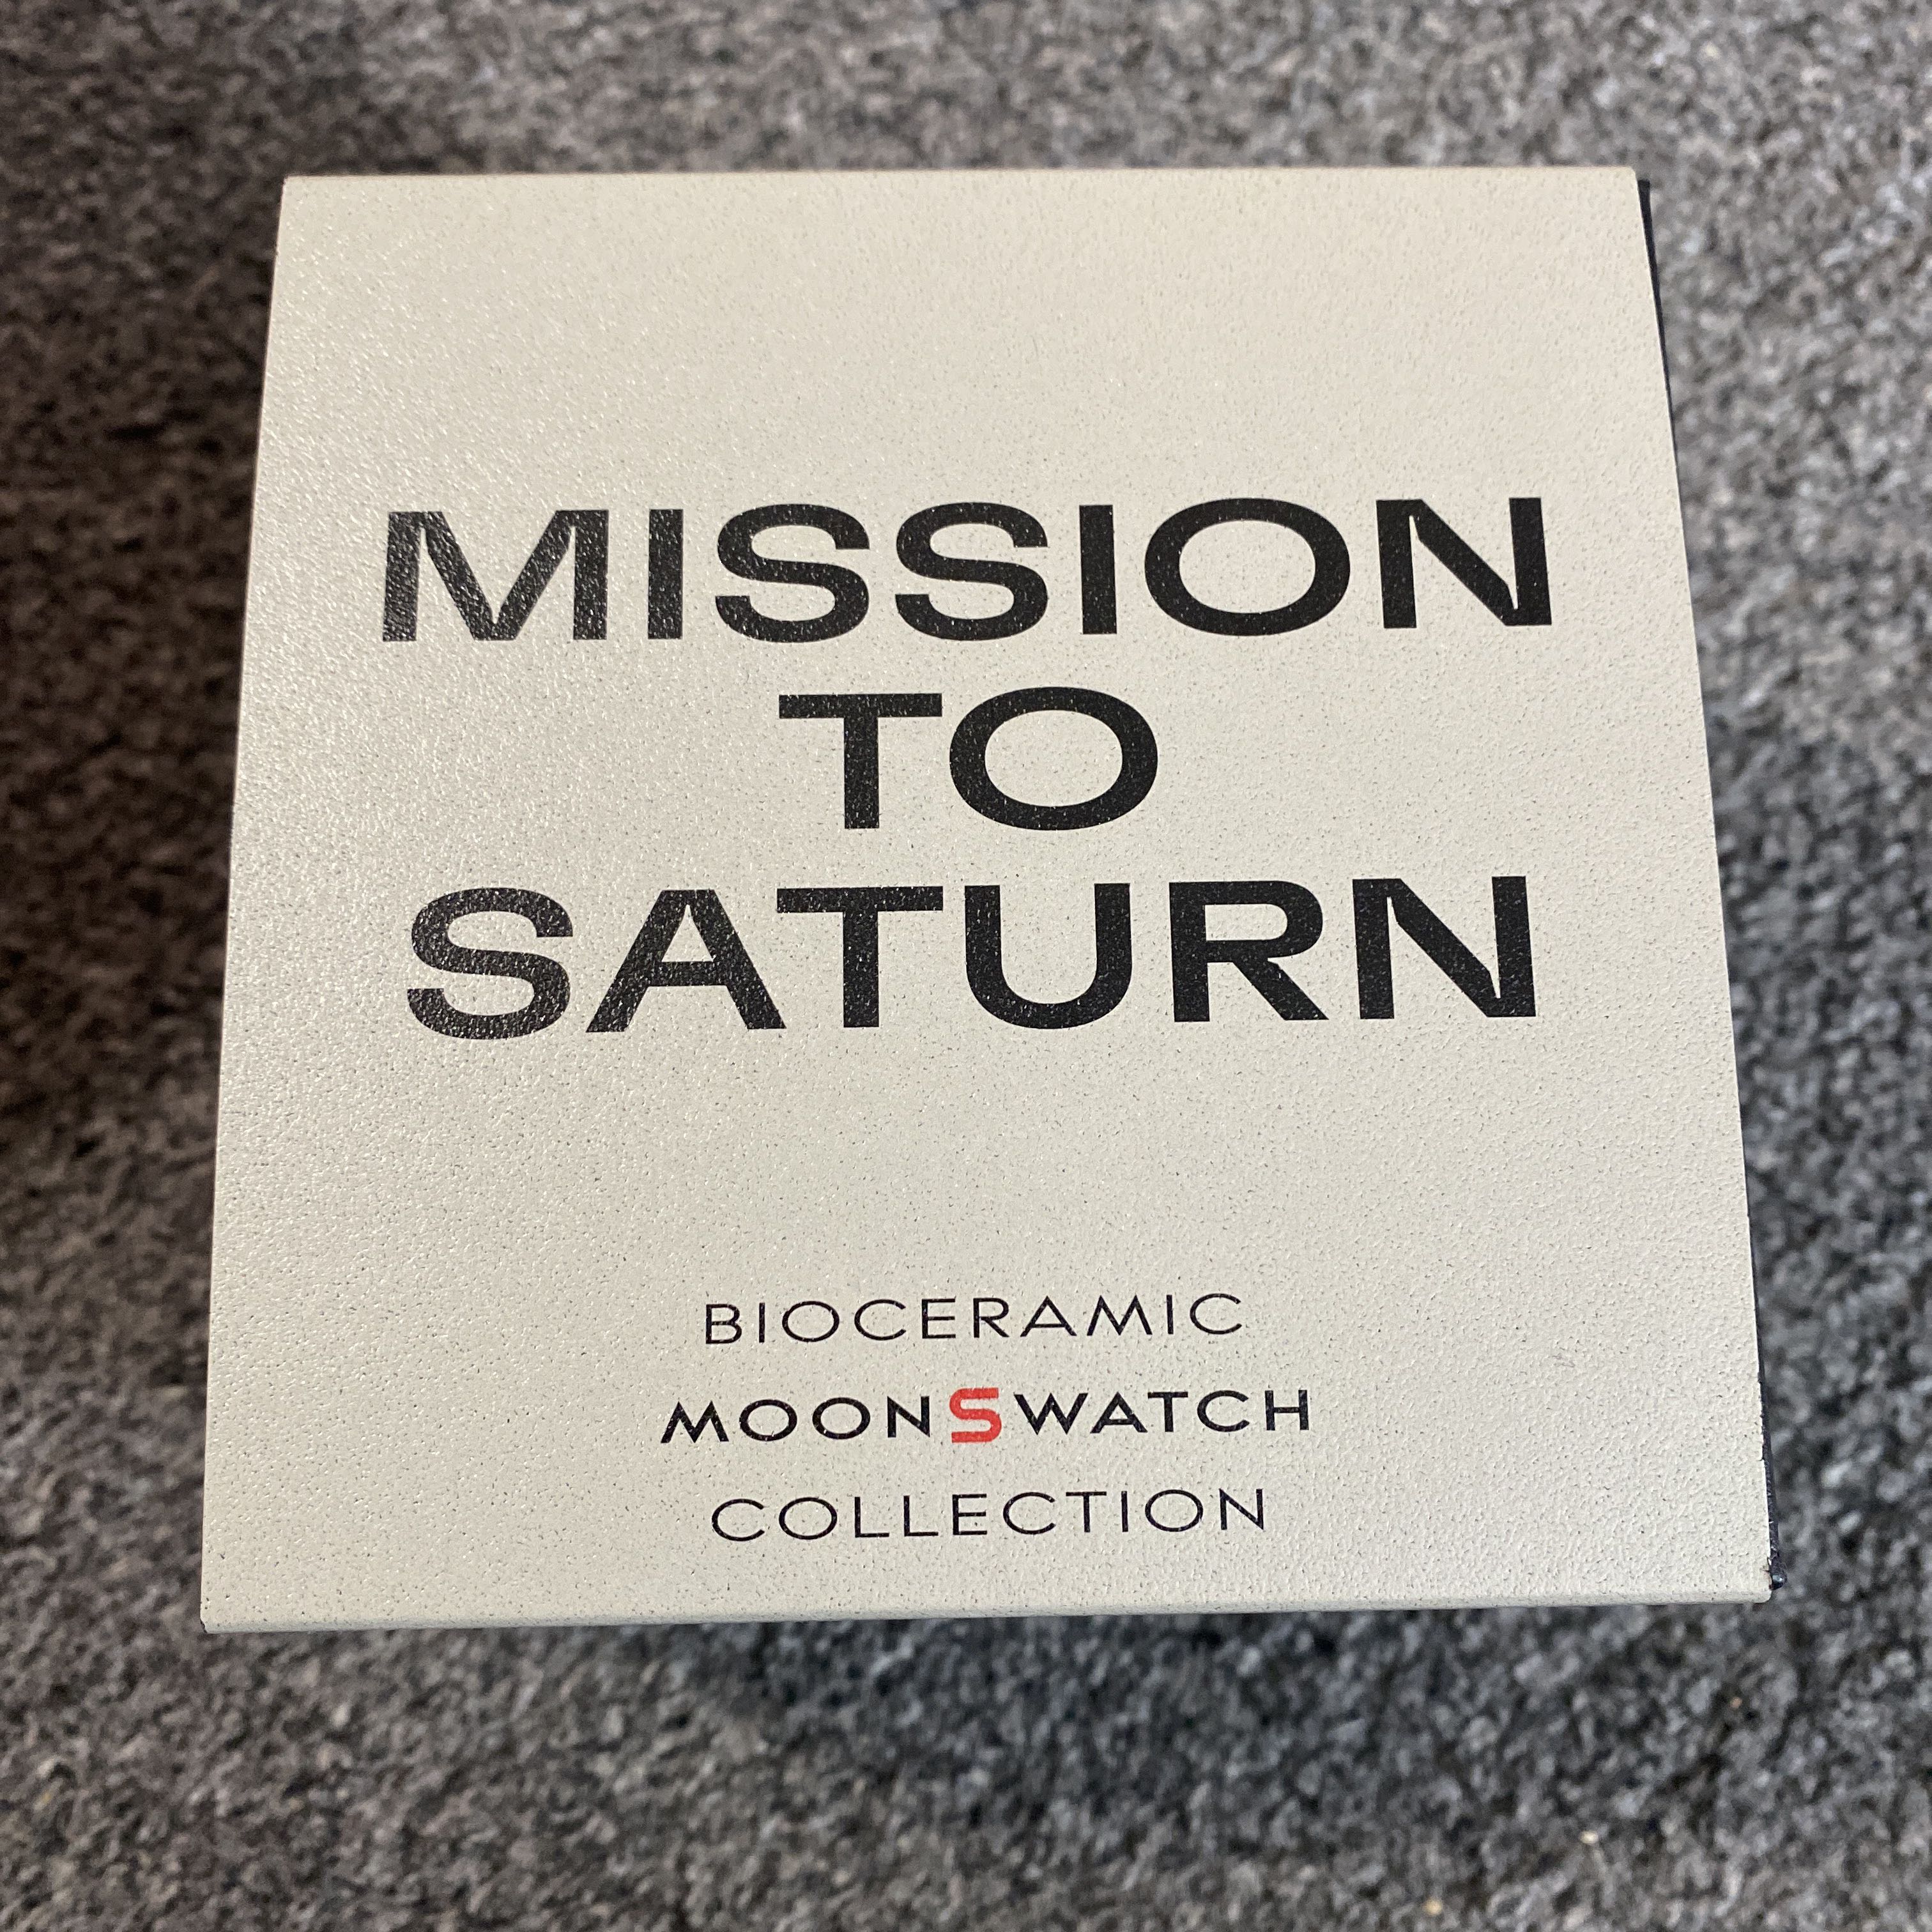 MISSION
TO
SATURN
BIOCERAMIC
MOONSWATCH
COLLECTION